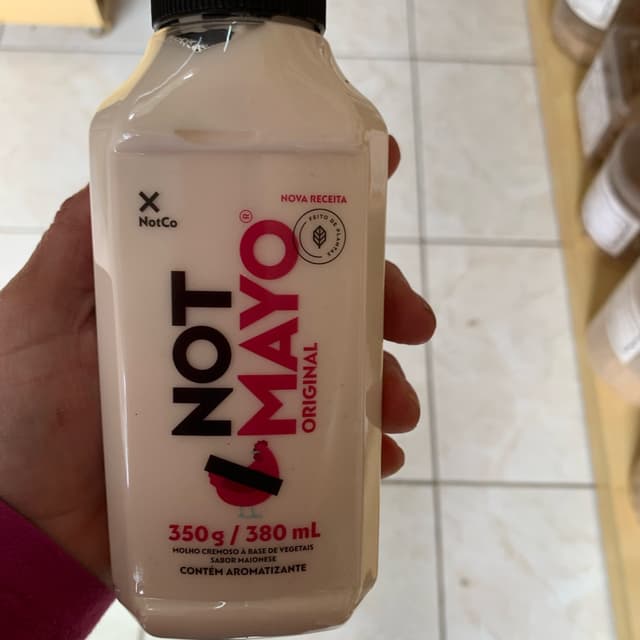 NotCo
NOVA RECEITA
FEITO DE PLANTAS
NOT
MAYO®
ORIGINAL
350 g / 380 mL
MOLHO CREMOSO À BASE DE VEGETAIS
SABOR MAIONESE
CONTÉM AROMATIZANTE